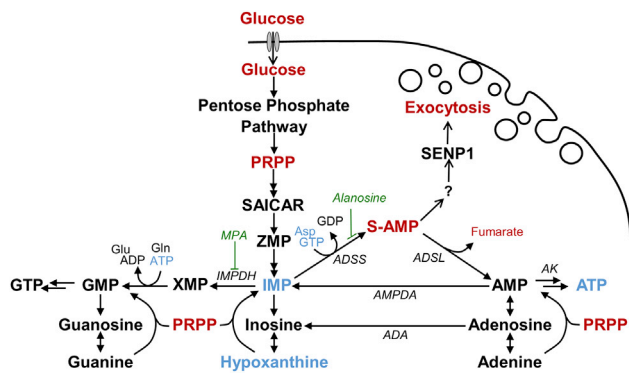 Glucose
Glucose
Pentose Phosphate
Pathway
PRPP
SAICAR
ZMP
Exocytosis
SENP1
?
Alanosine
S-AMP
Asp
GTP
GDP
ADSS
Fumarate
ADSL
MPA
IMPDH
Glu
ADP
Gln
ATP
GTP
GMP
XMP
IMP
AMPDA
AMP
AK
ATP
Guanosine
PRPP
Inosine
ADA
Adenosine
PRPP
Guanine
Hypoxanthine
Adenine